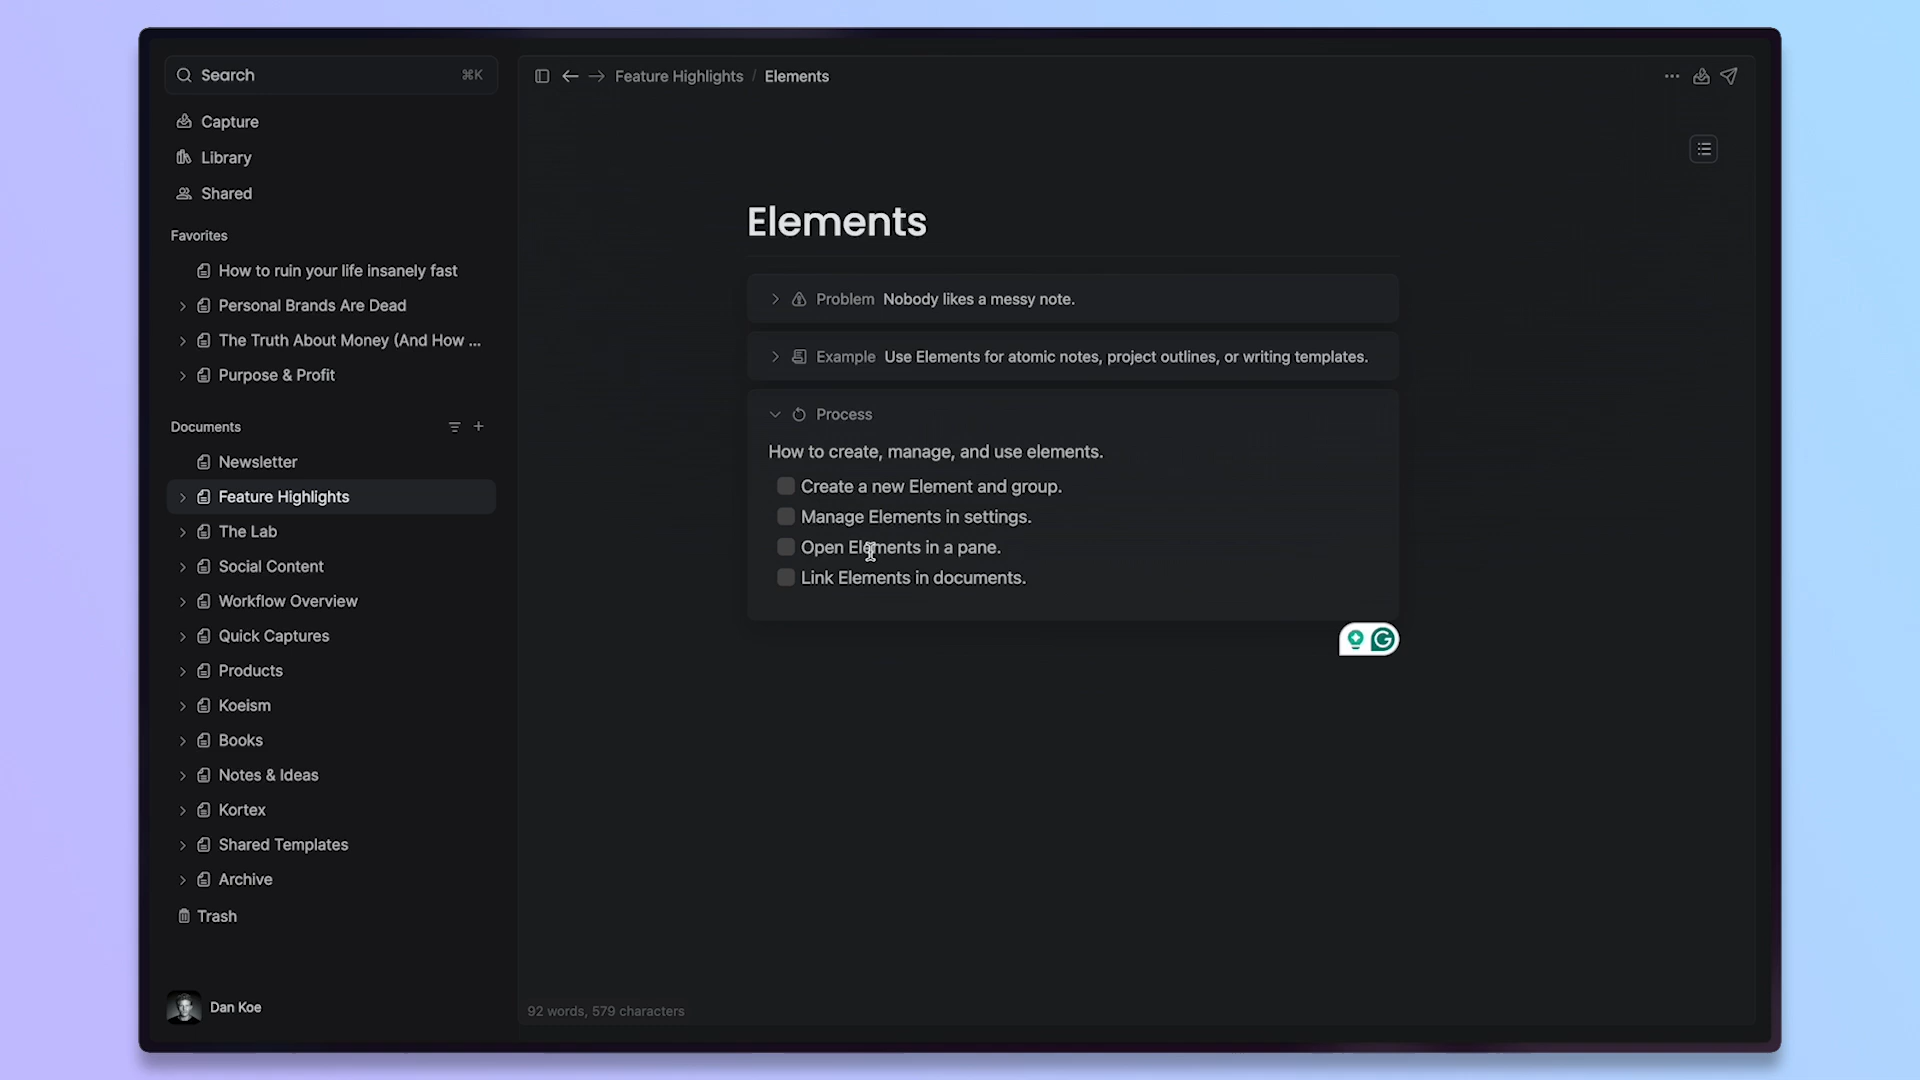 Search ⌘K
Capture
Library
Shared
Favorites
How to ruin your life insanely fast
Personal Brands Are Dead
The Truth About Money (And How ...
Purpose & Profit
Documents
Newsletter
Feature Highlights
The Lab
Social Content
Workflow Overview
Quick Captures
Products
Koeism
Books
Notes & Ideas
Kortex
Shared Templates
Archive
Trash
Dan Koe
Feature Highlights / Elements
Elements
Problem Nobody likes a messy note.
Example Use Elements for atomic notes, project outlines, or writing templates.
Process
How to create, manage, and use elements.
Create a new Element and group.
Manage Elements in settings.
Open Elements in a pane.
Link Elements in documents.
92 words, 579 characters